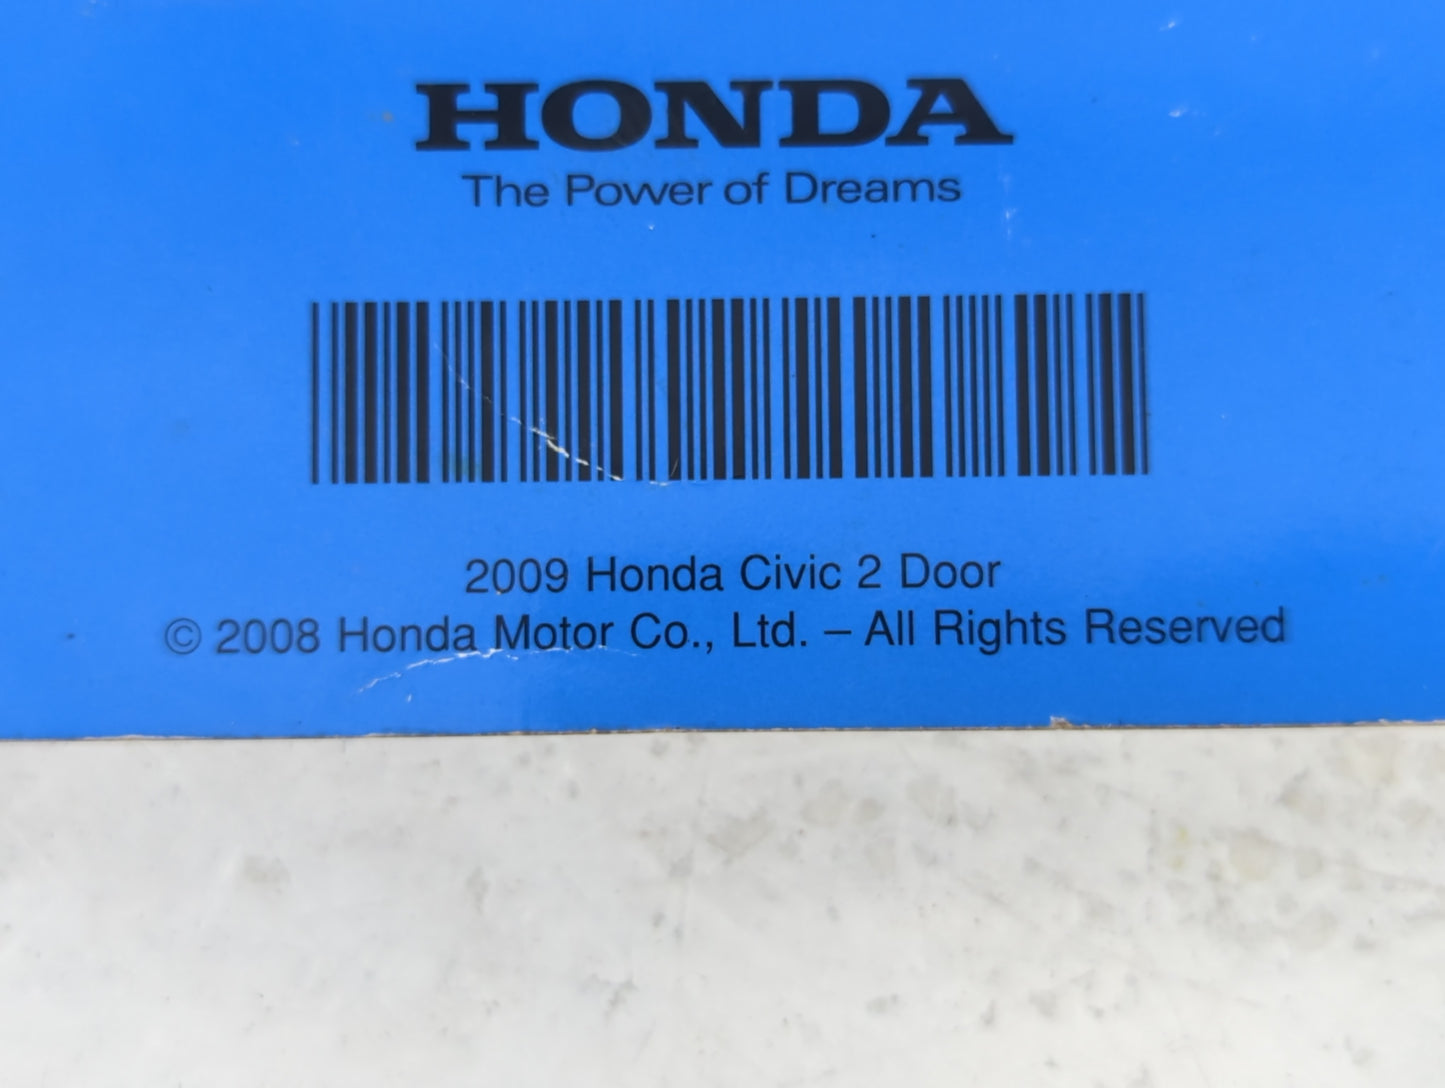 HONDA
The Power of Dreams
2009 Honda Civic 2 Door
© 2008 Honda Motor Co., Ltd. – All Rights Reserved